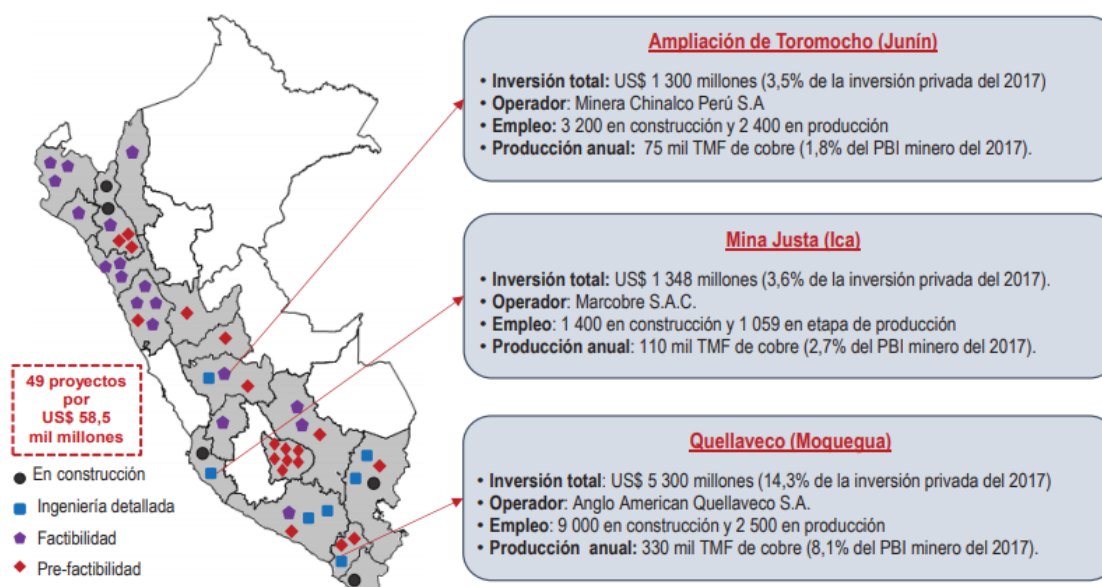 Ampliación de Toromocho (Junín)
• Inversión total: US$ 1 300 millones (3,5% de la inversión privada del 2017)
• Operador: Minera Chinalco Perú S.A
• Empleo: 3 200 en construcción y 2 400 en producción
• Producción anual: 75 mil TMF de cobre (1,8% del PBI minero del 2017).
Mina Justa (Ica)
• Inversión total: US$ 1 348 millones (3,6% de la inversión privada del 2017).
• Operador: Marcobre S.A.C.
• Empleo: 1 400 en construcción y 1 059 en etapa de producción
• Producción anual: 110 mil TMF de cobre (2,7% del PBI minero del 2017).
Quellaveco (Moquegua)
• Inversión total: US$ 5 300 millones (14,3% de la inversión privada del 2017)
• Operador: Anglo American Quellaveco S.A.
• Empleo: 9 000 en construcción y 2 500 en producción
• Producción anual: 330 mil TMF de cobre (8,1% del PBI minero del 2017).
49 proyectos
por
US$ 58,5
mil millones
En construcción
Ingeniería detallada
Factibilidad
Pre-factibilidad